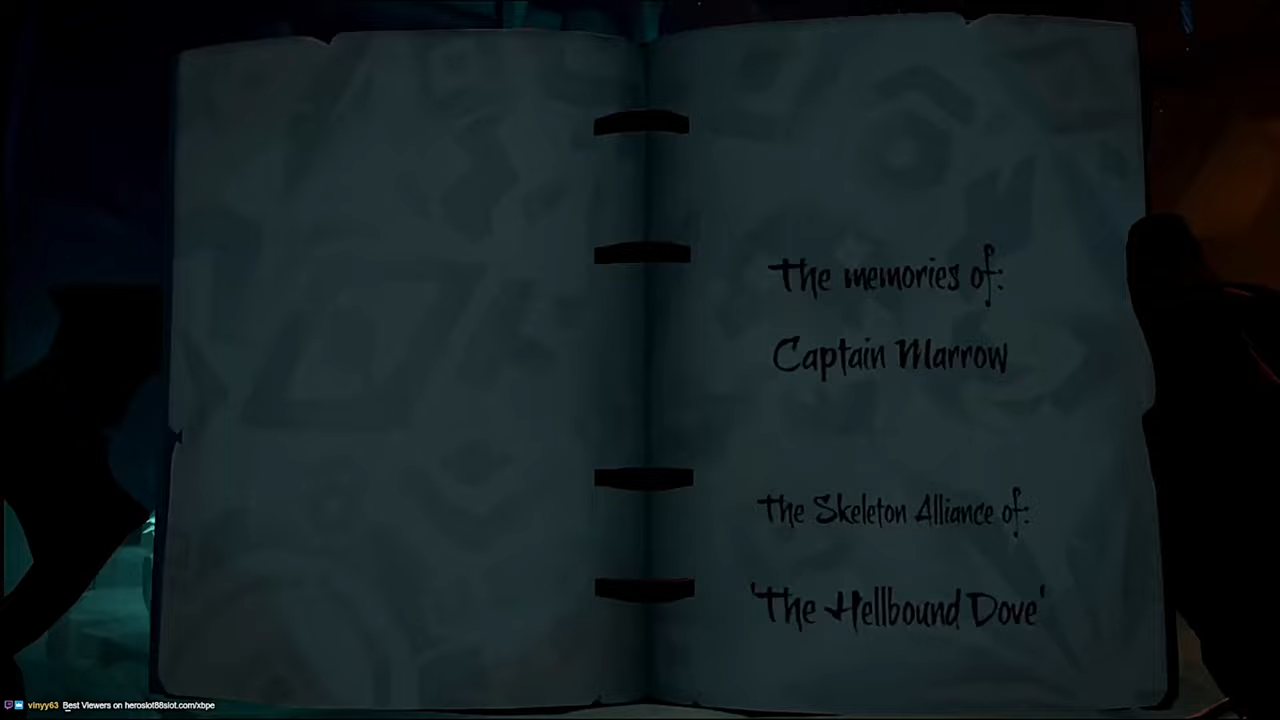 The memories of:
Captain Marrow
The Skeleton Alliance of:
'The Hellbound Dove'
vinyy63 Best Viewers on heroslot88slot.com/xbpe